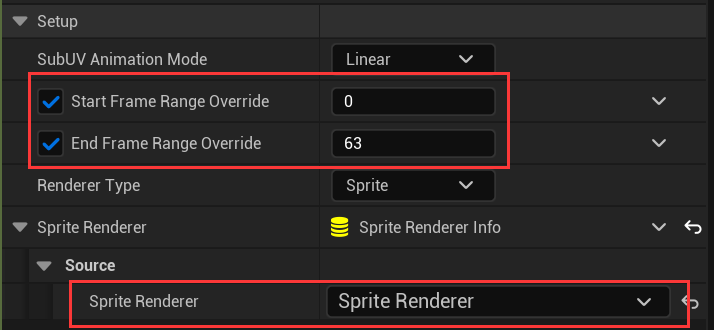 Setup
SubUV Animation Mode Linear
Start Frame Range Override 0
End Frame Range Override 63
Renderer Type Sprite
Sprite Renderer Sprite Renderer Info
Source
Sprite Renderer Sprite Renderer